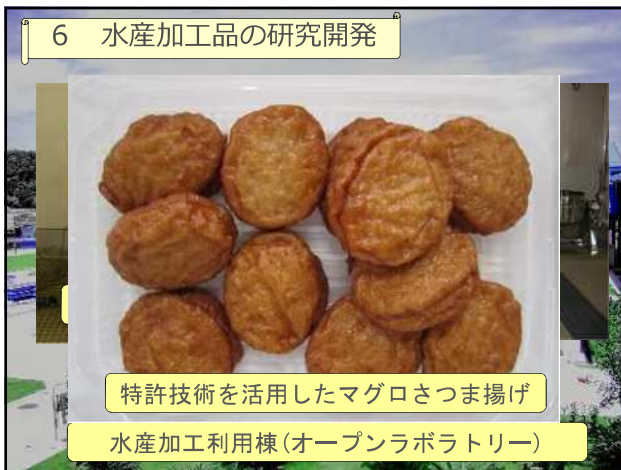 ６　水産加工品の研究開発
特許技術を活用したマグロさつま揚げ
水産加工利用棟(オープンラボラトリー)